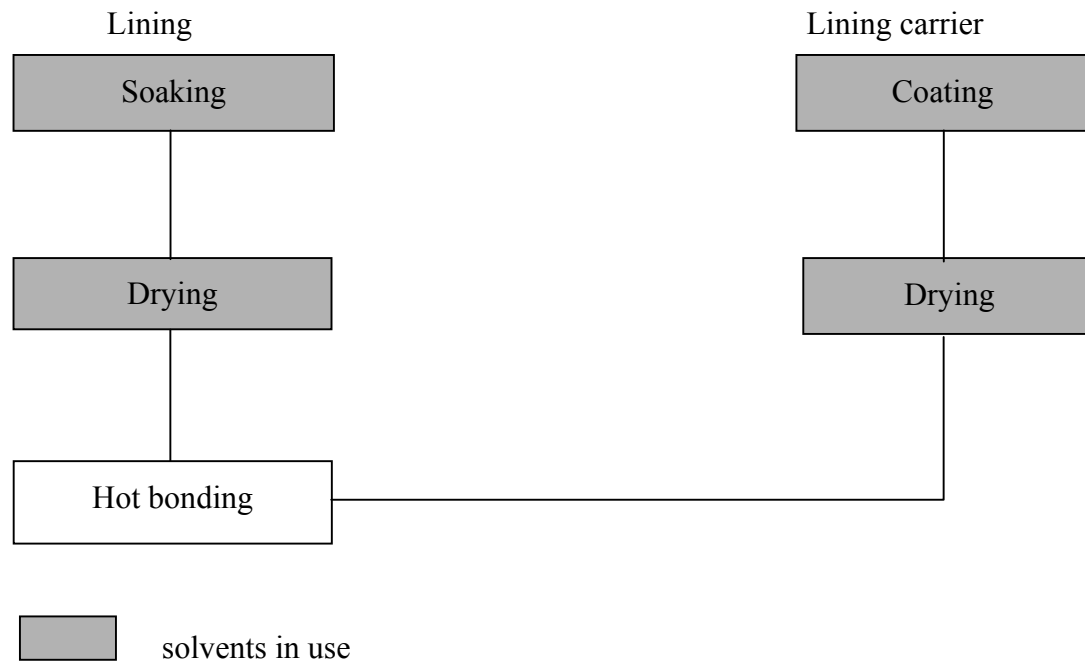 Lining
Lining carrier
Soaking
Coating
Drying
Drying
Hot bonding
solvents in use